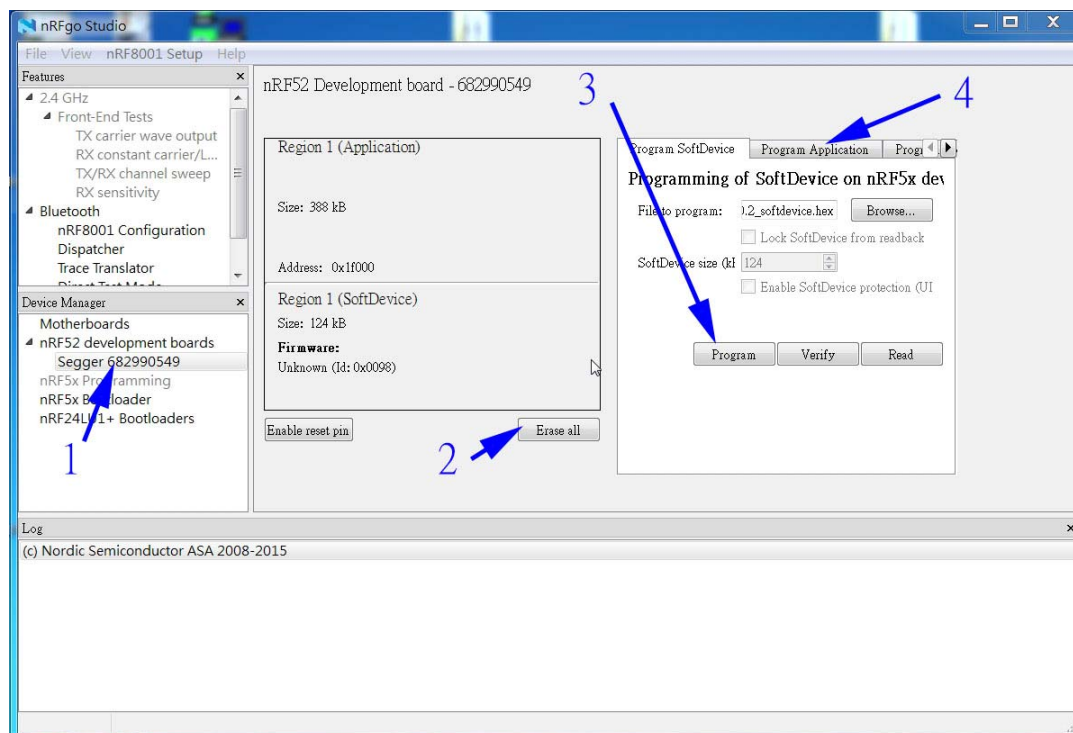 nRFgo Studio
File View nRF8001 Setup Help
Features
2.4 GHz
Front-End Tests
TX carrier wave output
RX constant carrier/L...
TX/RX channel sweep
RX sensitivity
Bluetooth
nRF8001 Configuration
Dispatcher
Trace Translator
Direct Test Mode
Device Manager
Motherboards
nRF52 development boards
Segger 682990549
nRF5x Programming
nRF5x Bootloader
nRF24LU1+ Bootloaders
1
nRF52 Development board - 682990549
Region 1 (Application)
Size: 388 kB
Address: 0x1f000
Region 1 (SoftDevice)
Size: 124 kB
Firmware:
Unknown (Id: 0x0098)
Enable reset pin
Erase all
2
3
4
Program SoftDevice
Program Application
Progr
Programming of SoftDevice on nRF5x dev
File to program: ).2_softdevice.hex Browse...
Lock SoftDevice from readback
SoftDevice size (kB 124
Enable SoftDevice protection (UI
Program Verify Read
Log
(c) Nordic Semiconductor ASA 2008-2015